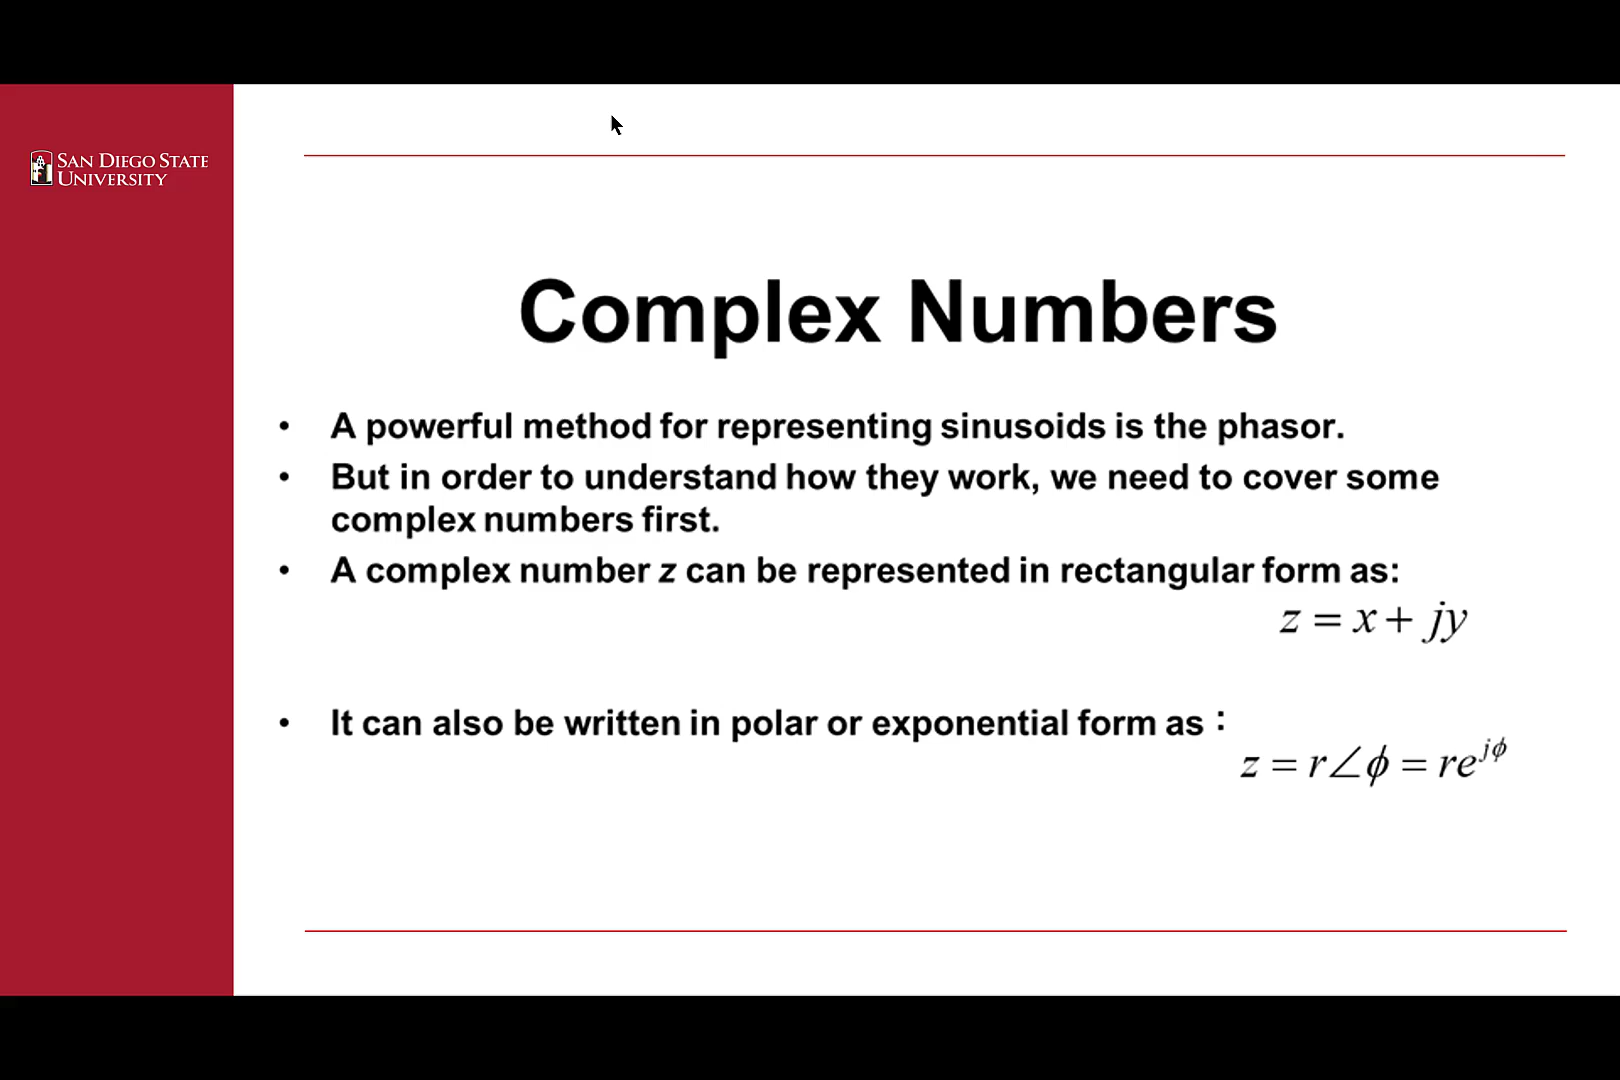 SAN DIEGO STATE
UNIVERSITY
Complex Numbers
• A powerful method for representing sinusoids is the phasor.
• But in order to understand how they work, we need to cover some
complex numbers first.
• A complex number z can be represented in rectangular form as:
z = x + jy
• It can also be written in polar or exponential form as :
z = r∠ϕ = re^{jϕ}